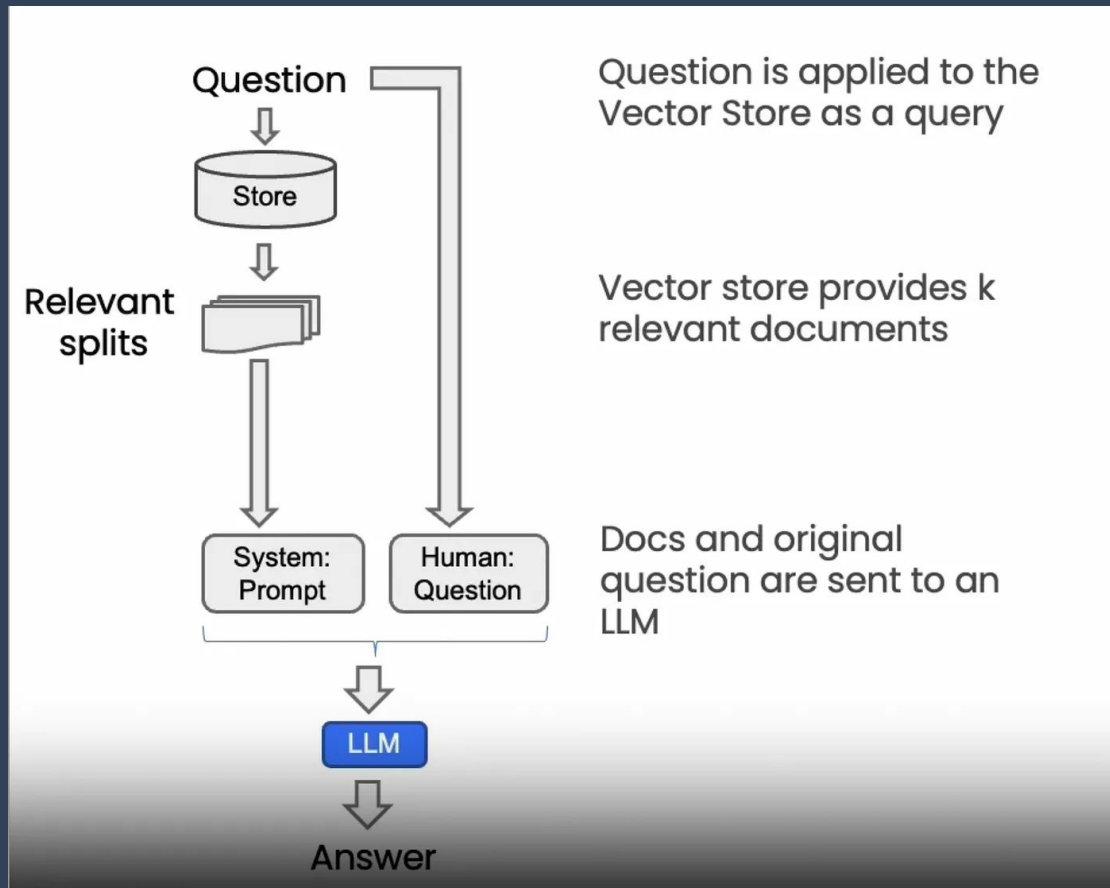 Question
Question is applied to the
Vector Store as a query
Store
Relevant
splits
Vector store provides k
relevant documents
System:
Prompt
Human:
Question
Docs and original
question are sent to an
LLM
LLM
Answer